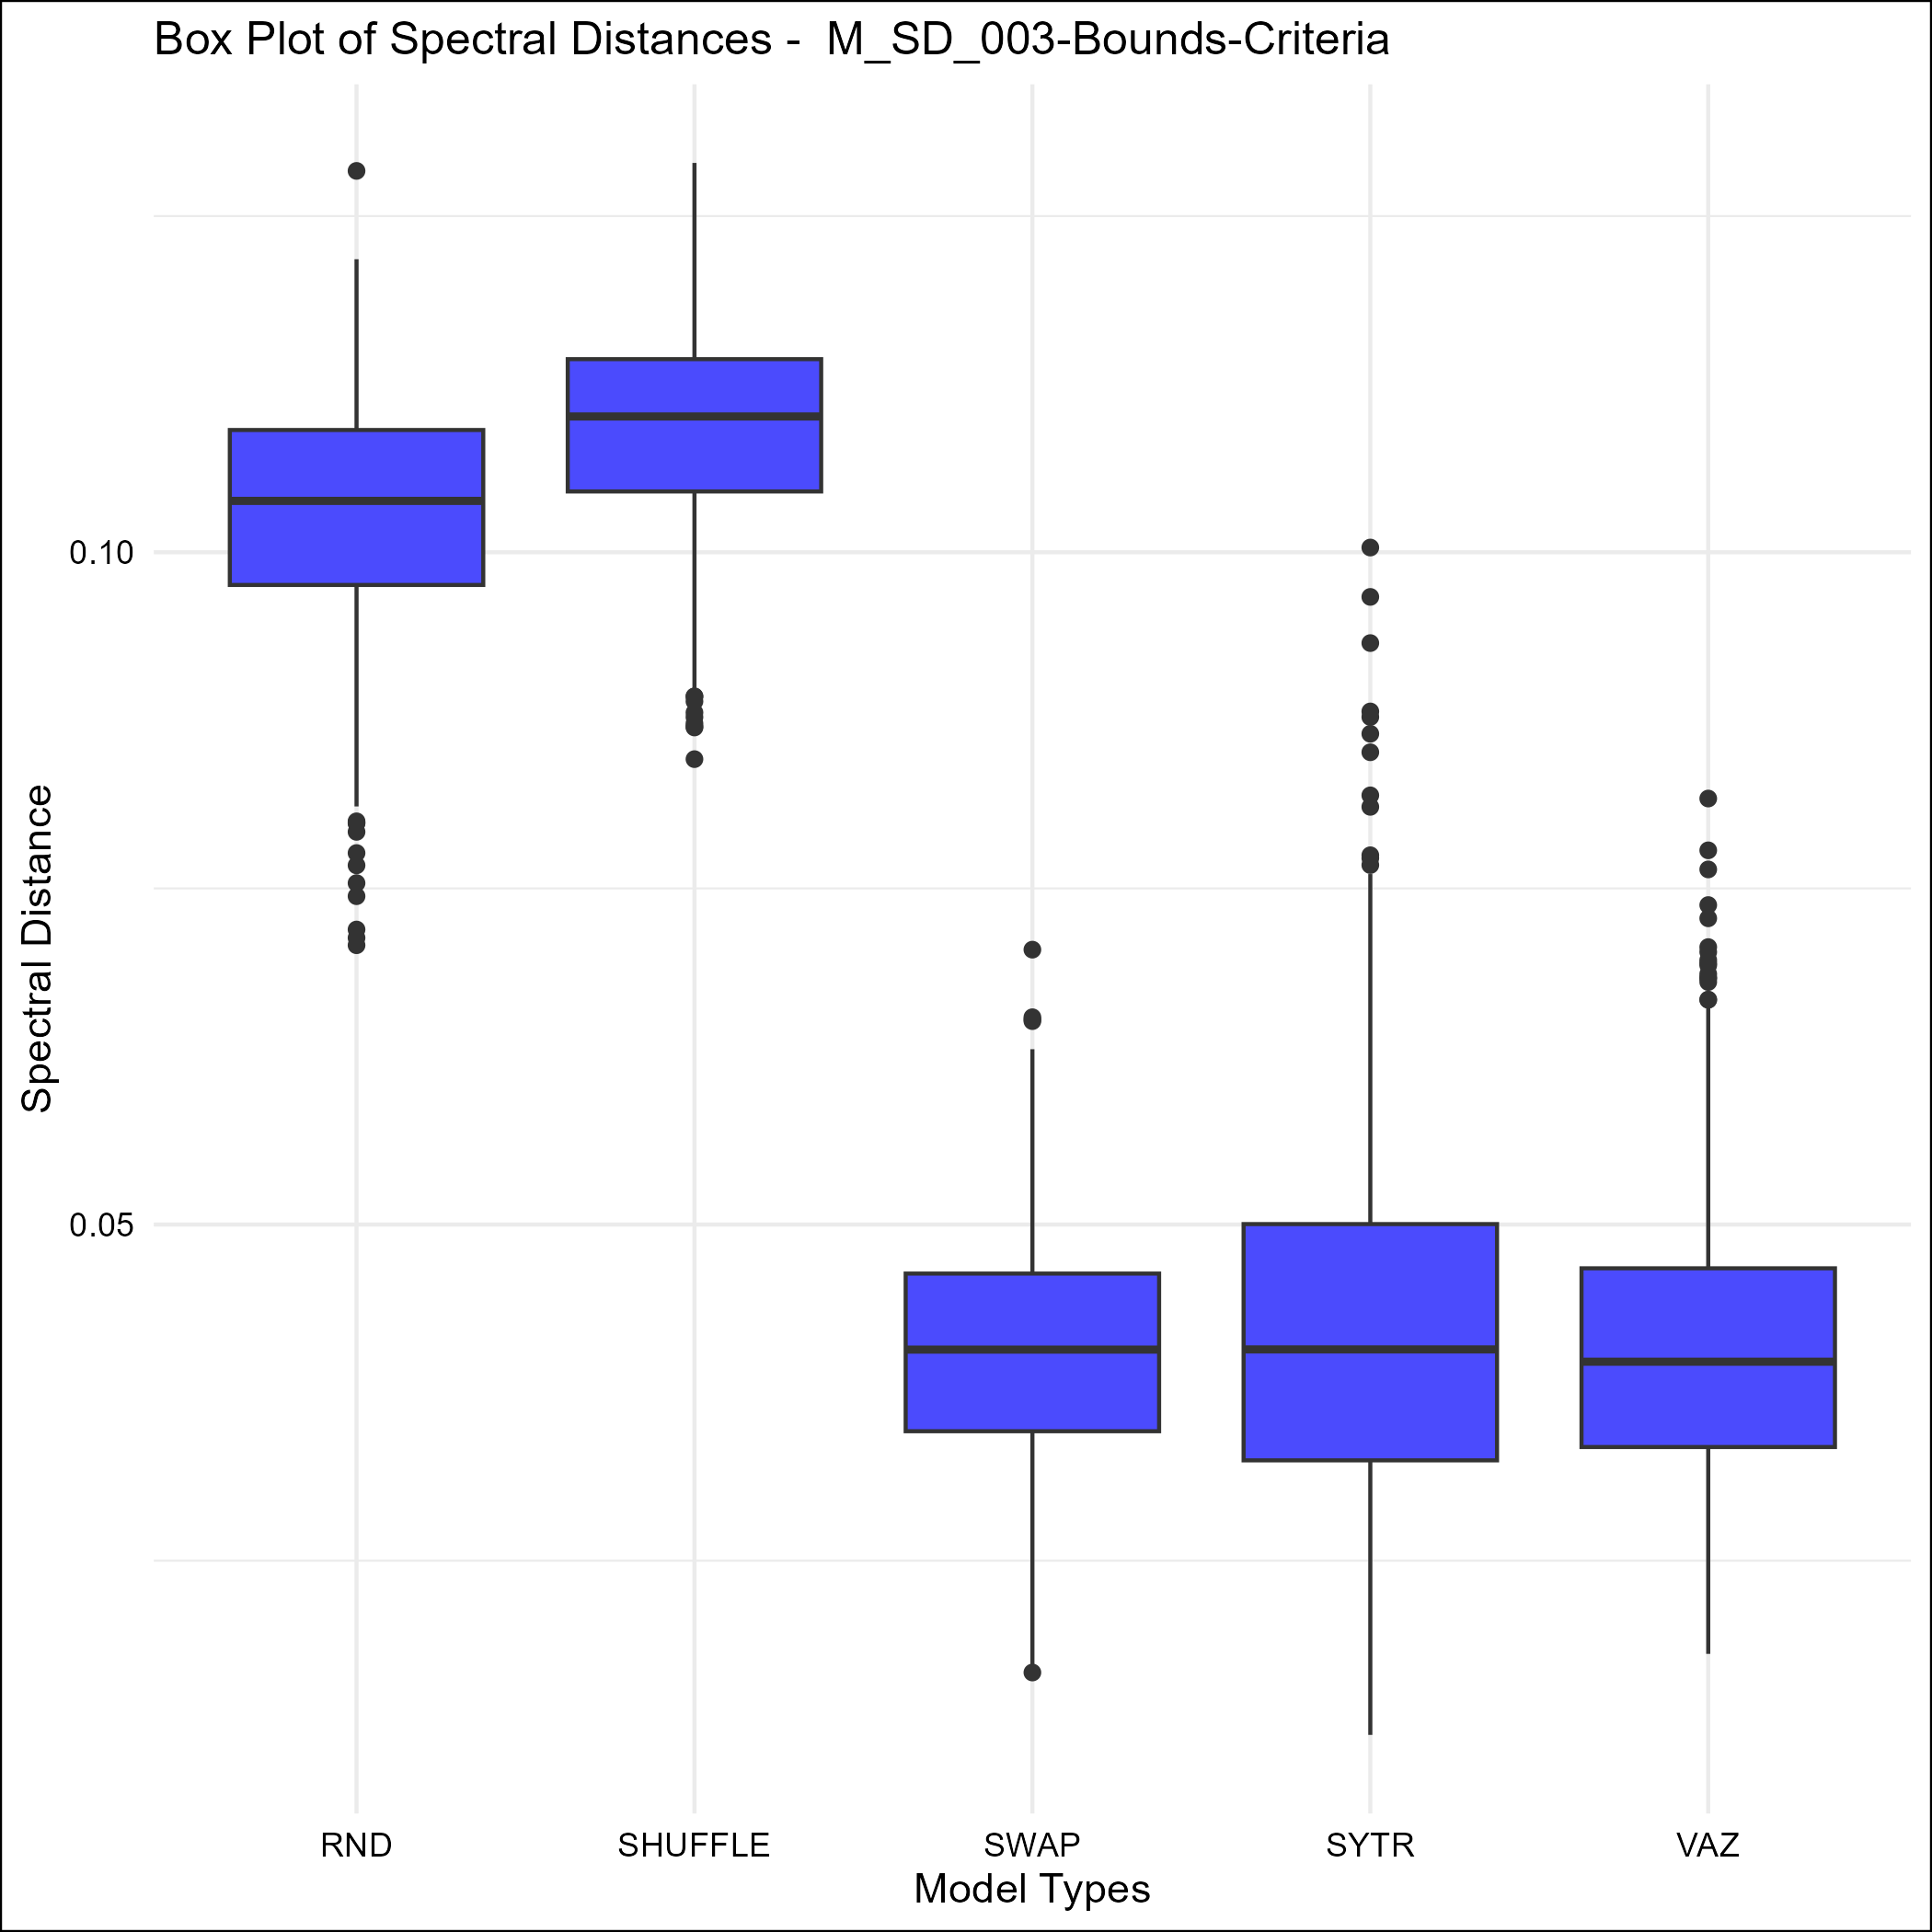 Box Plot of Spectral Distances -  M_SD_003-Bounds-Criteria
0.10
0.05
Spectral Distance
RND
SHUFFLE
SWAP
SYTR
VAZ
Model Types